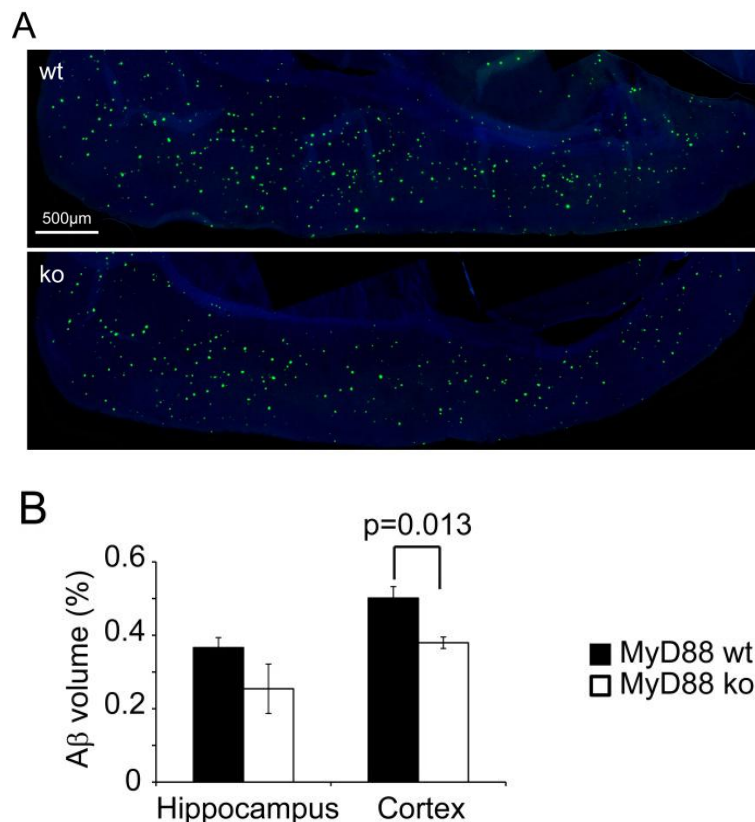 A
wt
500μm
ko
B
p=0.013
0.6
0.4
0.2
0
Aβ volume (%)
Hippocampus Cortex
MyD88 wt
MyD88 ko